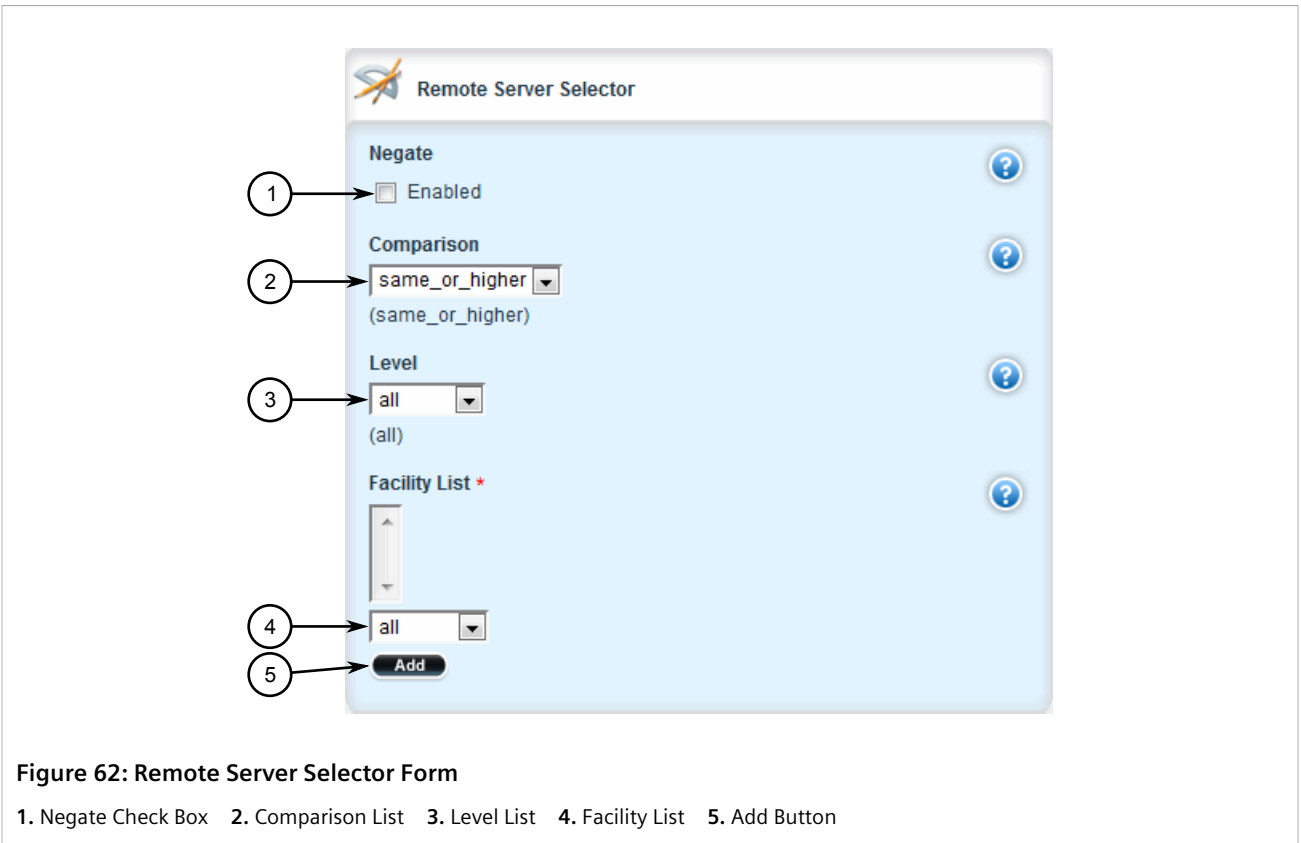 Remote Server Selector
Negate
1
Enabled
Comparison
2
same_or_higher
(same_or_higher)
Level
3
all
(all)
Facility List *
4
all
5
Add
Figure 62: Remote Server Selector Form
1. Negate Check Box 2. Comparison List 3. Level List 4. Facility List 5. Add Button